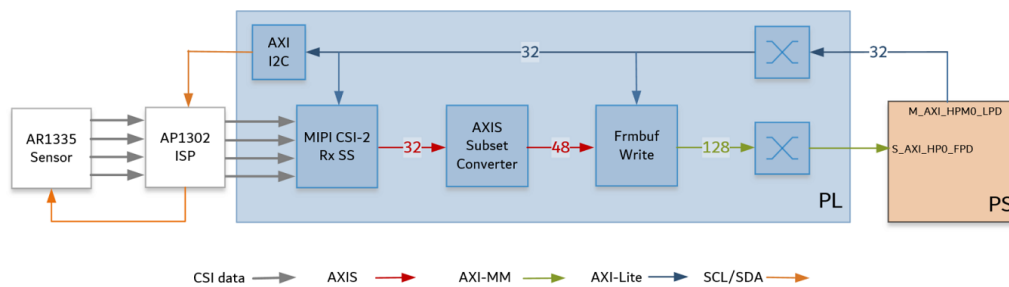 AXI
I2C
32
32
M_AXI_HPM0_LPD
AR1335
Sensor
AP1302
ISP
MIPI CSI-2
Rx SS
32
AXIS
Subset
Converter
48
Frmbuf
Write
128
S_AXI_HP0_FPD
PL
PS
CSI data
AXIS
AXI-MM
AXI-Lite
SCL/SDA